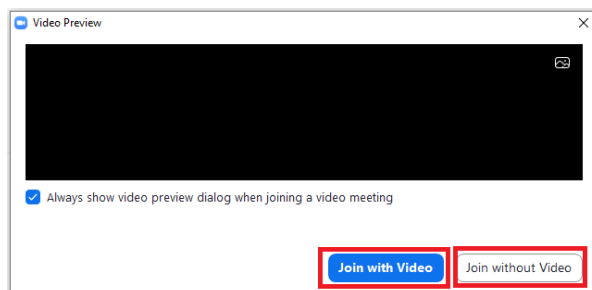 Video Preview
Always show video preview dialog when joining a video meeting
Join with Video
Join without Video